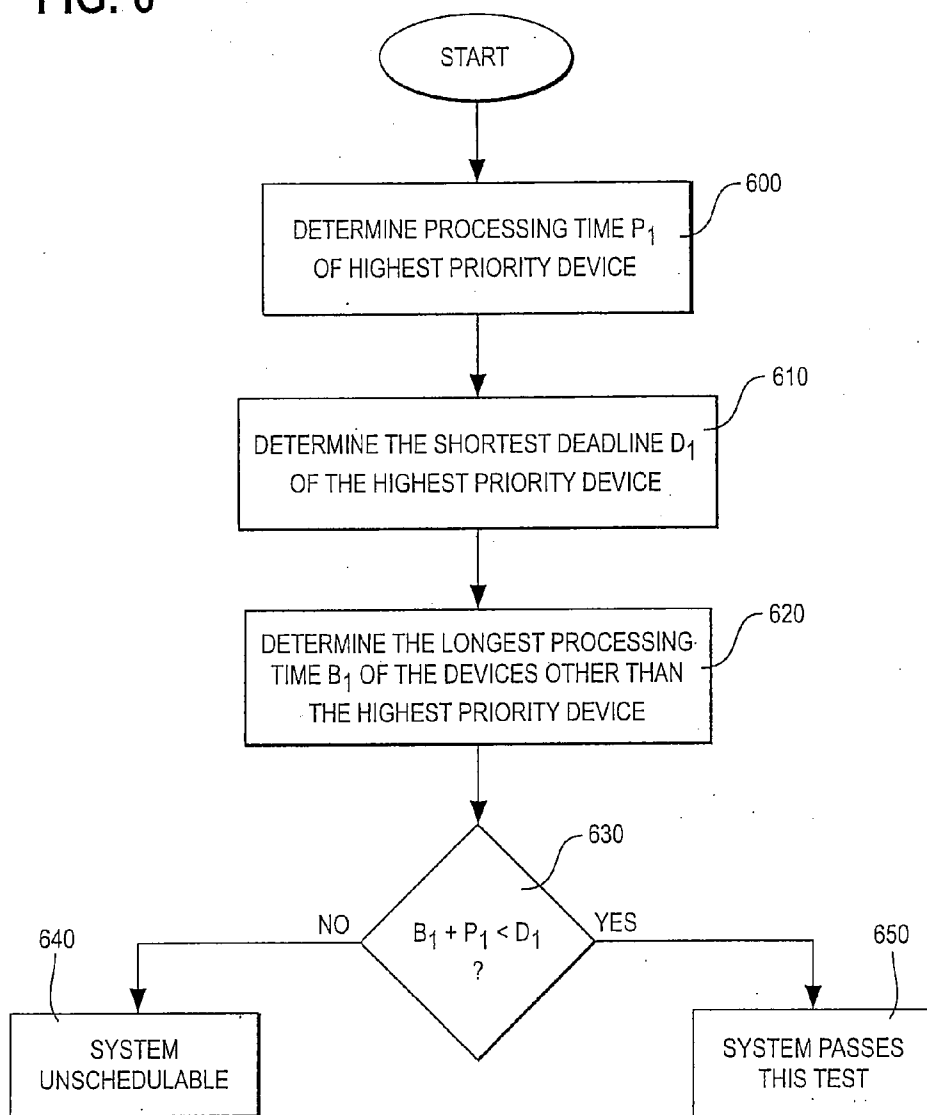 START
600
DETERMINE PROCESSING TIME P1
OF HIGHEST PRIORITY DEVICE
610
DETERMINE THE SHORTEST DEADLINE D1
OF THE HIGHEST PRIORITY DEVICE
620
DETERMINE THE LONGEST PROCESSING
TIME B1 OF THE DEVICES OTHER THAN
THE HIGHEST PRIORITY DEVICE
630
NO
B1 + P1 < D1
?
YES
640
650
SYSTEM
UNSCHEDULABLE
SYSTEM PASSES
THIS TEST